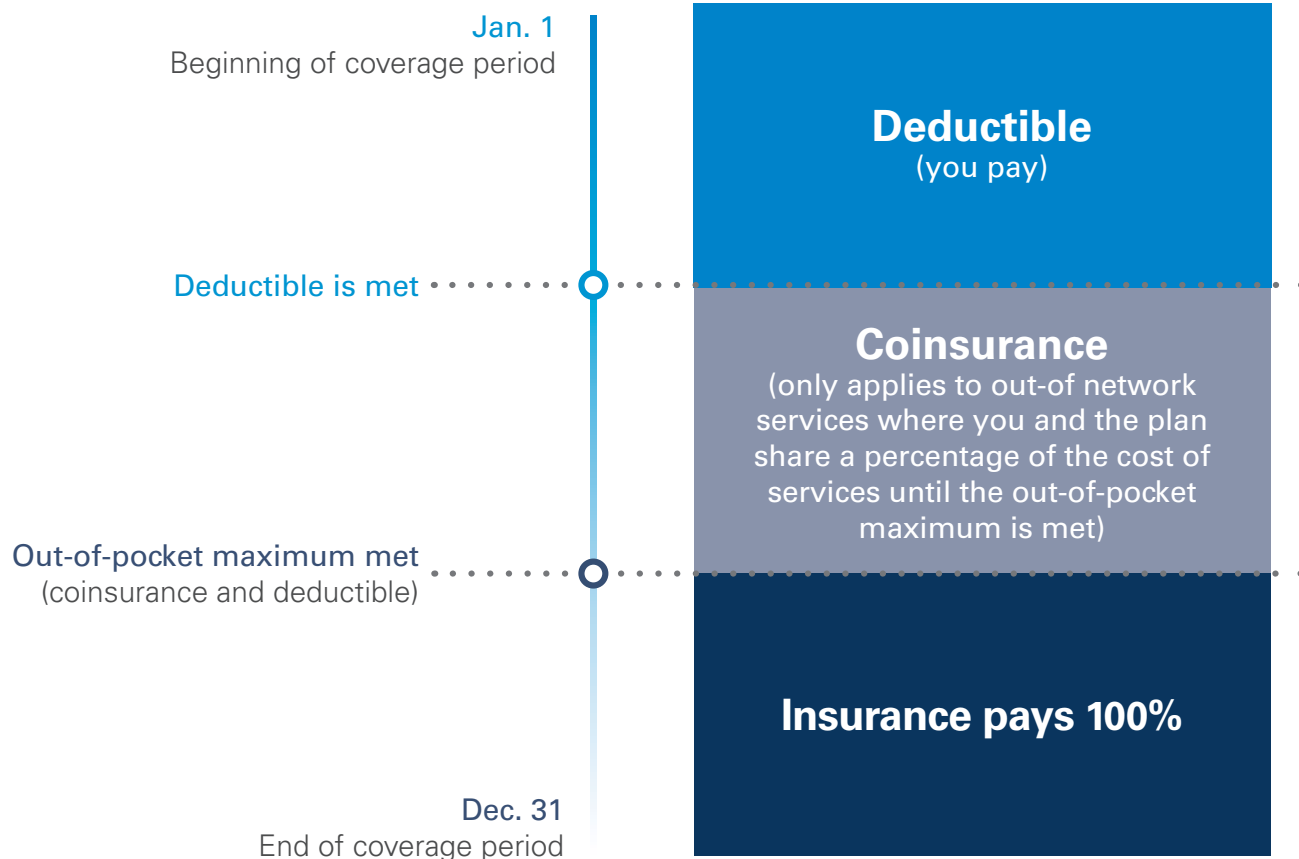 Jan. 1
Beginning of coverage period
Deductible
(you pay)
Deductible is met
Coinsurance
(only applies to out-of network
services where you and the plan
share a percentage of the cost of
services until the out-of-pocket
maximum is met)
Out-of-pocket maximum met
(coinsurance and deductible)
Insurance pays 100%
Dec. 31
End of coverage period